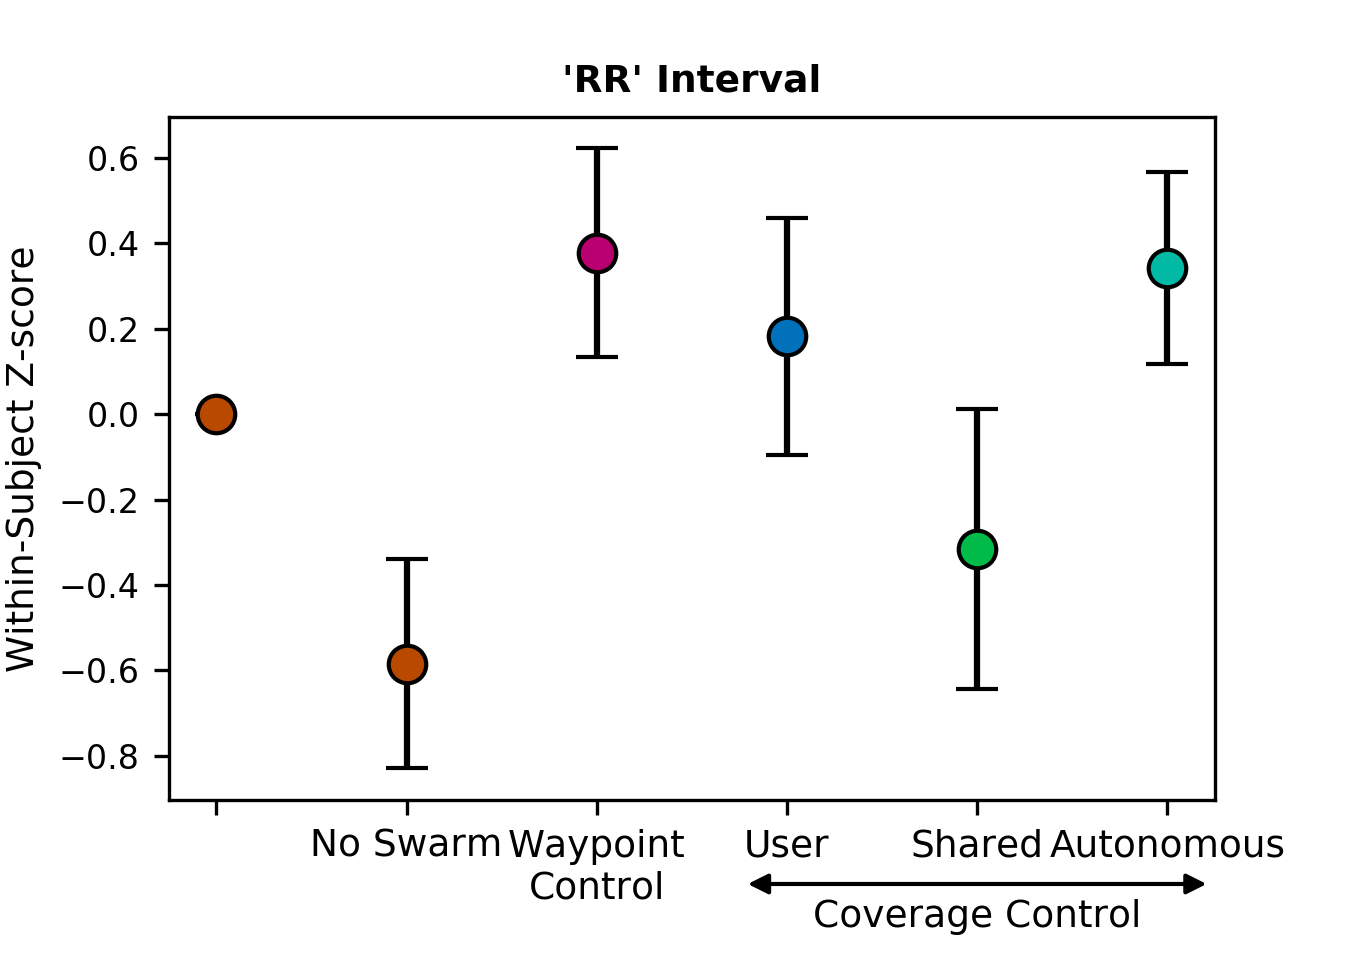 'RR' Interval
Within-Subject Z-score
0.6
0.4
0.2
0.0
−0.2
−0.4
−0.6
−0.8
No Swarm
Waypoint
Control
User
Shared
Autonomous
Coverage Control